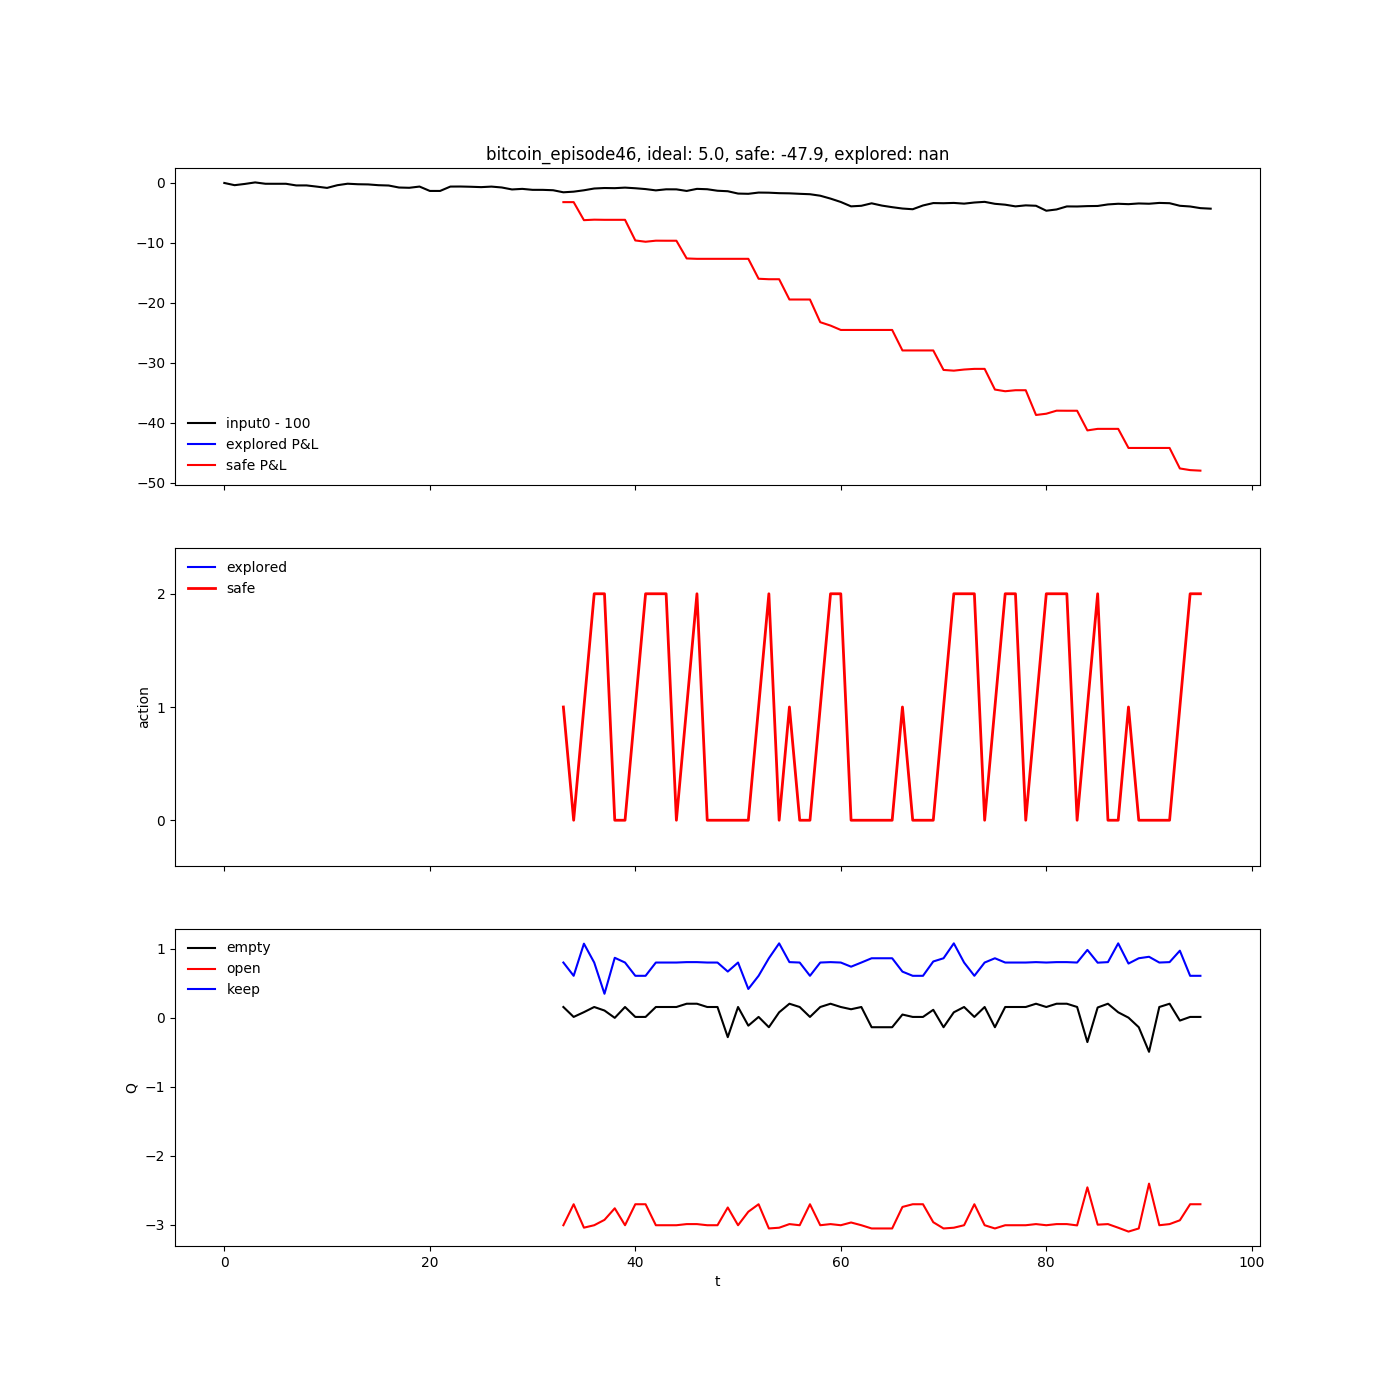 bitcoin_episode46, ideal: 5.0, safe: -47.9, explored: nan
0
−10
−20
−30
−40
−50
input0 - 100
explored P&L
safe P&L
explored
safe
2
1
0
action
empty
open
keep
1
0
−1
−2
−3
Q
0
20
40
60
80
100
t